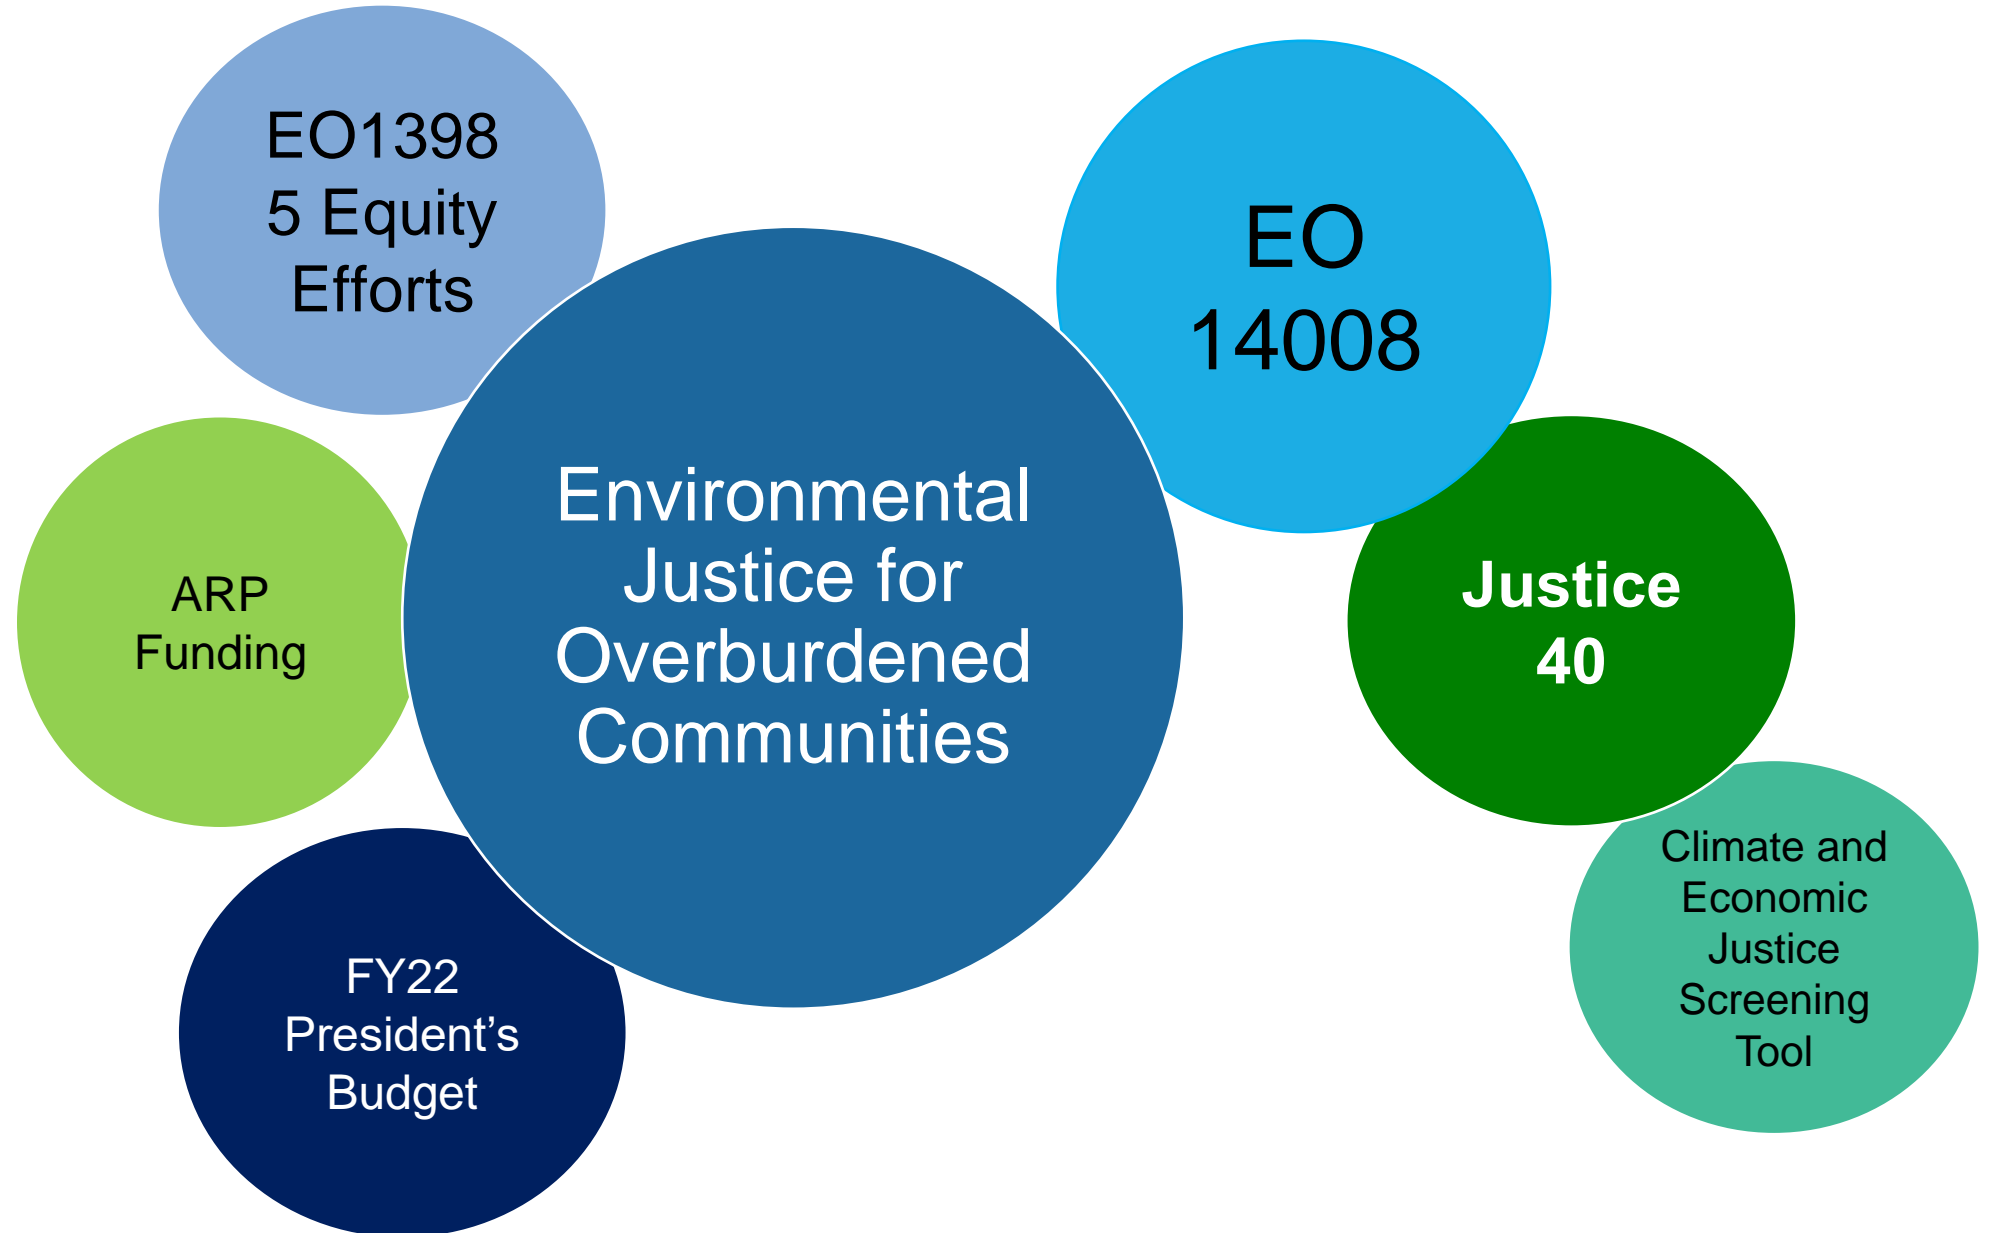 EO1398
5 Equity
Efforts
EO
14008
Environmental
Justice for
Overburdened
Communities
ARP
Funding
Justice
40
FY22
President’s
Budget
Climate and
Economic
Justice
Screening
Tool